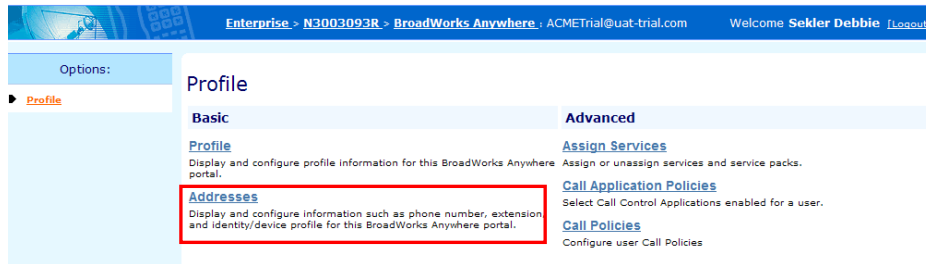 Enterprise > N3003093R > BroadWorks Anywhere : ACMETrial@uat-trial.com Welcome Sekler Debbie [Logout
Options:
Profile
Profile
Basic
Profile
Display and configure profile information for this BroadWorks Anywhere
portal.
Addresses
Display and configure information such as phone number, extension,
and identity/device profile for this BroadWorks Anywhere portal.
Advanced
Assign Services
Assign or unassign services and service packs.
Call Application Policies
Select Call Control Applications enabled for a user.
Call Policies
Configure user Call Policies